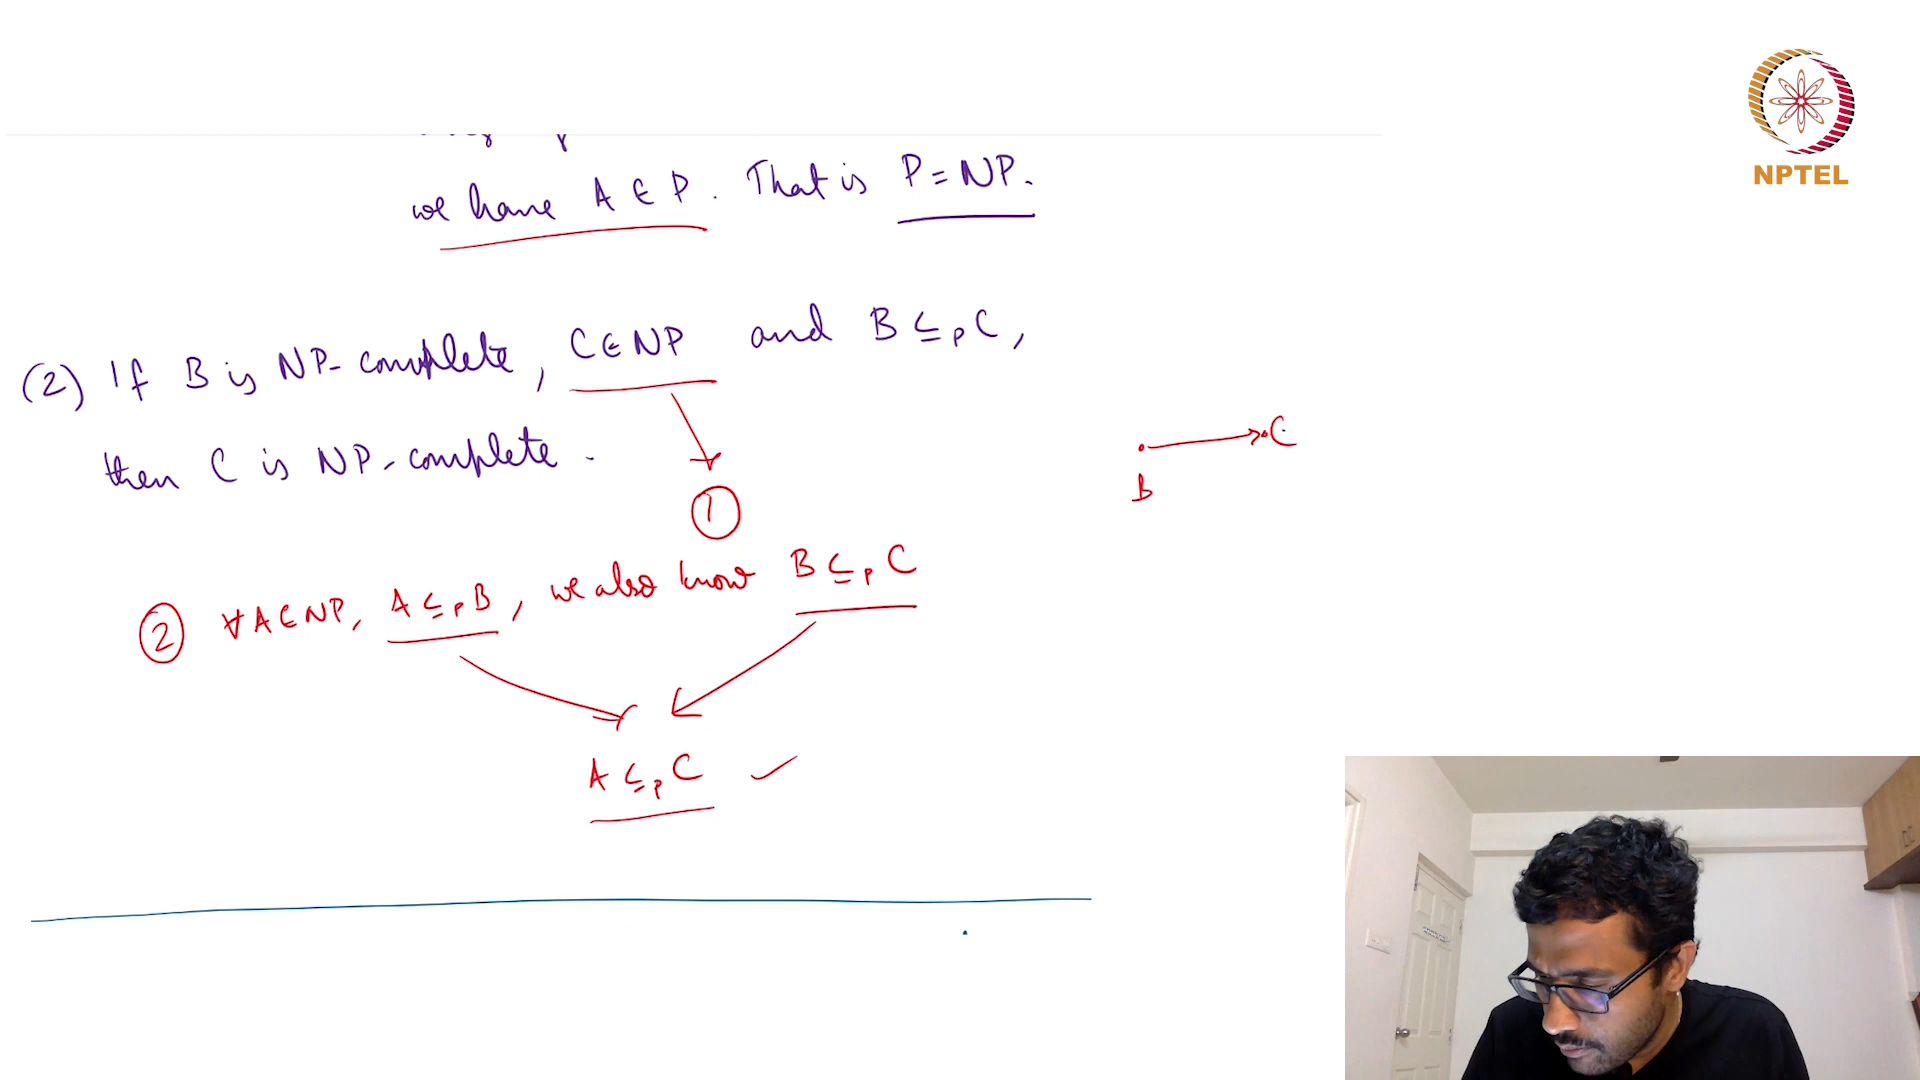 we have A ∈ P. That is P = NP.
NPTEL
(2) If B is NP-complete, C ∈ NP and B ≤p C,
then C is NP-complete.
C
B
①
② ∀A ∈ NP, A ≤p B, we also know B ≤p C
A ≤p C ✓